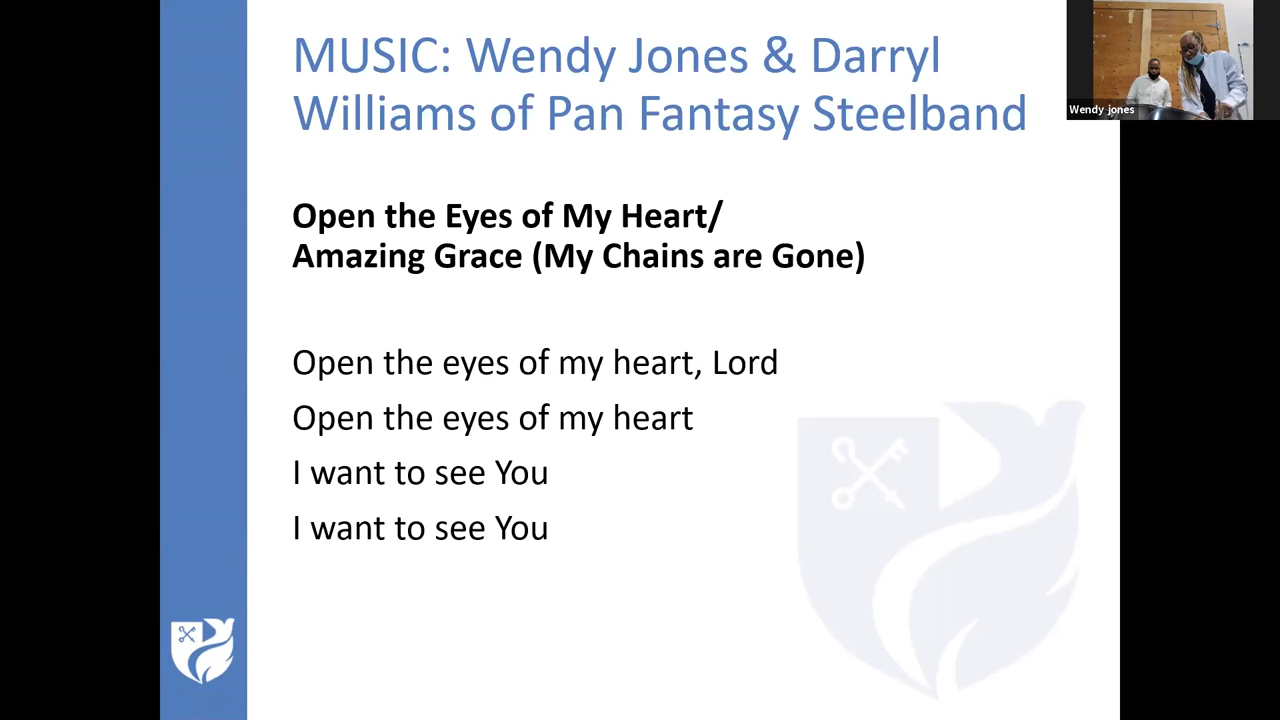 MUSIC: Wendy Jones & Darryl
Williams of Pan Fantasy Steelband
Wendy jones
Open the Eyes of My Heart/
Amazing Grace (My Chains are Gone)
Open the eyes of my heart, Lord
Open the eyes of my heart
I want to see You
I want to see You